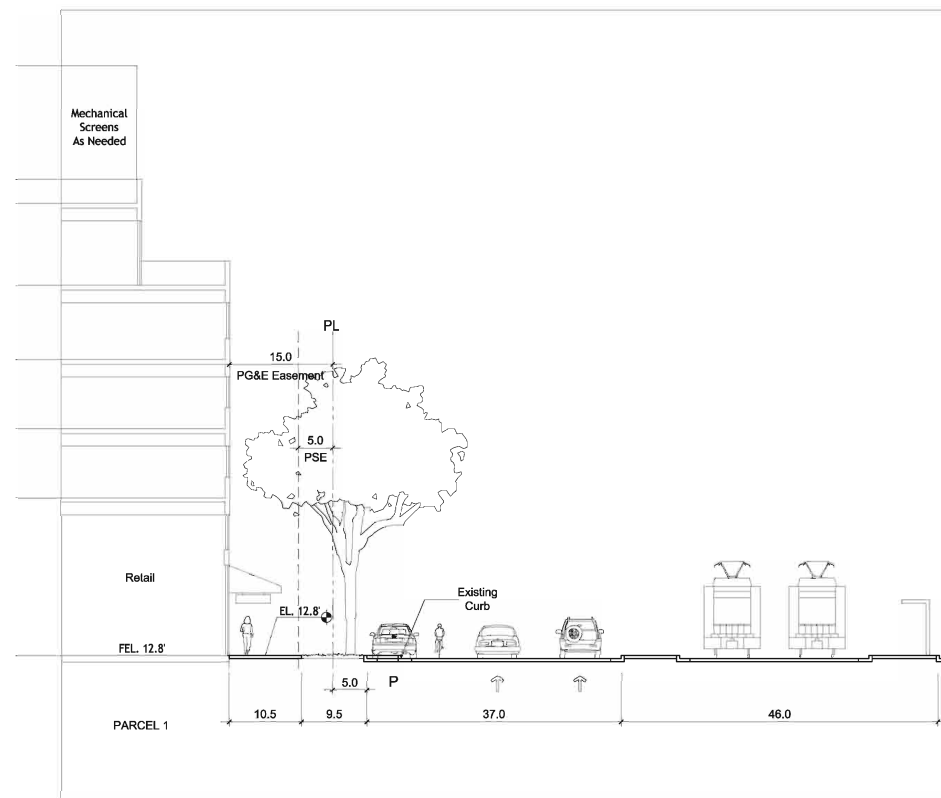 Mechanical
Screens
As Needed
PL
15.0
PG&E Easement
5.0
PSE
Retail
Existing
Curb
EL. 12.8'
FEL. 12.8'
5.0
P
10.5
9.5
37.0
46.0
PARCEL 1